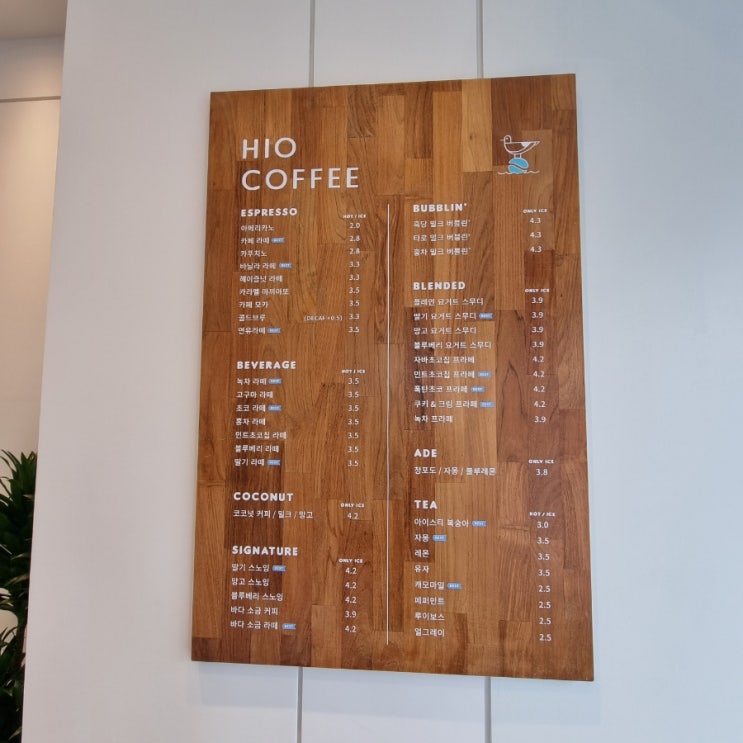 HIO
COFFEE
ESPRESSO HOT / ICE
아메리카노 2.0
카페 라떼 BEST 2.8
카푸치노 2.8
바닐라 라떼 BEST 3.3
헤이즐넛 라떼 3.3
카라멜 마끼아또 3.5
카페 모카 3.5
콜드브루 (DECAF +0.5) 3.3
연유라떼 BEST 3.5
BEVERAGE HOT / ICE
녹차 라떼 BEST 3.5
고구마 라떼 3.5
초코 라떼 BEST 3.5
홍차 라떼 3.5
민트초코칩 라떼 3.5
블루베리 라떼 3.5
딸기 라떼 BEST 3.5
COCONUT ONLY ICE
코코넛 커피 / 밀크 / 망고 4.2
SIGNATURE ONLY ICE
딸기 스노잉 BEST 4.2
망고 스노잉 4.2
블루베리 스노잉 4.2
바다 소금 커피 3.9
바다 소금 라떼 BEST 4.2
BUBBLIN' ONLY ICE
흑당 밀크 버블린' 4.3
타로 밀크 버블린' 4.3
홍차 밀크 버블린' 4.3
BLENDED ONLY ICE
플레인 요거트 스무디 3.9
딸기 요거트 스무디 BEST 3.9
망고 요거트 스무디 3.9
블루베리 요거트 스무디 3.9
자바초코칩 프라페 4.2
민트초코칩 프라페 BEST 4.2
폭탄초코 프라페 BEST 4.2
쿠키 & 크림 프라페 BEST 4.2
녹차 프라페 3.9
ADE ONLY ICE
청포도 / 자몽 / 블루레몬 3.8
TEA HOT / ICE
아이스티 복숭아 BEST 3.0
자몽 BEST 3.5
레몬 3.5
유자 3.5
캐모마일 BEST 2.5
페퍼민트 2.5
루이보스 2.5
얼그레이 2.5